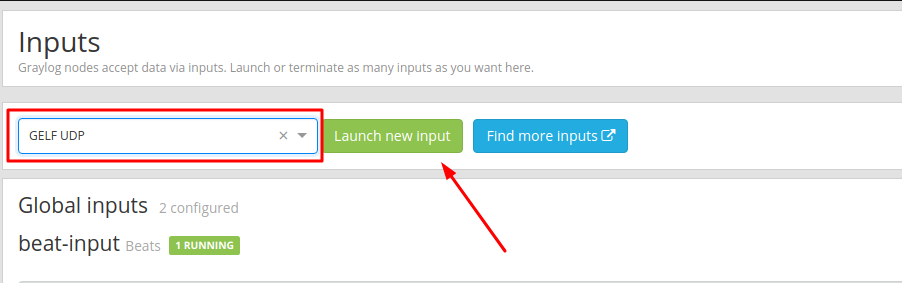 Inputs
Graylog nodes accept data via inputs. Launch or terminate as many inputs as you want here.
GELF UDP × Launch new input Find more inputs
Global inputs 2 configured
beat-input Beats 1 RUNNING